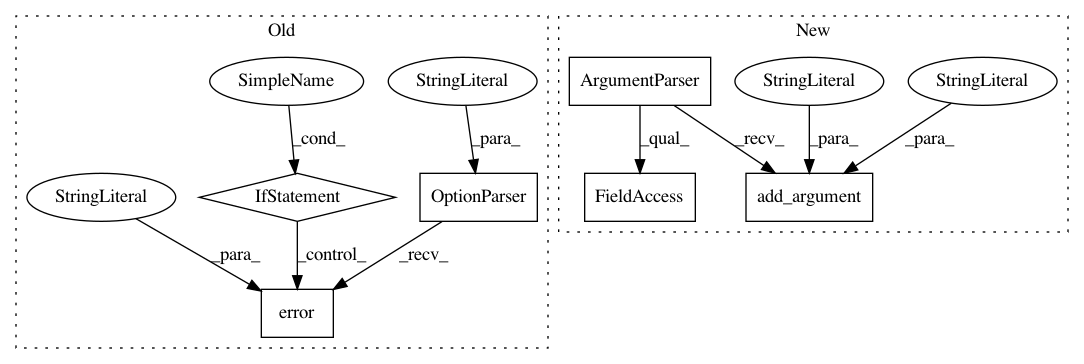 Old
New
SimpleName
StringLiteral
ArgumentParser
StringLiteral
StringLiteral
_cond_
_para_
_qual_
_recv_
_para_
_para_
StringLiteral
IfStatement
OptionParser
FieldAccess
add_argument
_para_
_control_
_recv_
error